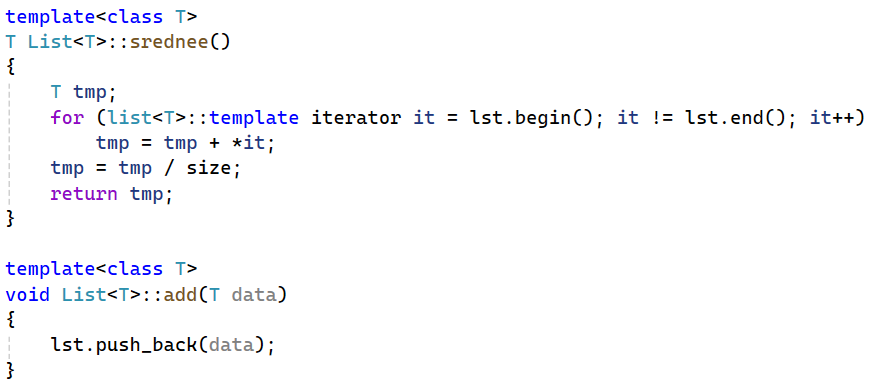 template<class T>
T List<T>::srednee()
{
    T tmp;
    for (list<T>::template iterator it = lst.begin(); it != lst.end(); it++)
        tmp = tmp + *it;
    tmp = tmp / size;
    return tmp;
}

template<class T>
void List<T>::add(T data)
{
    lst.push_back(data);
}